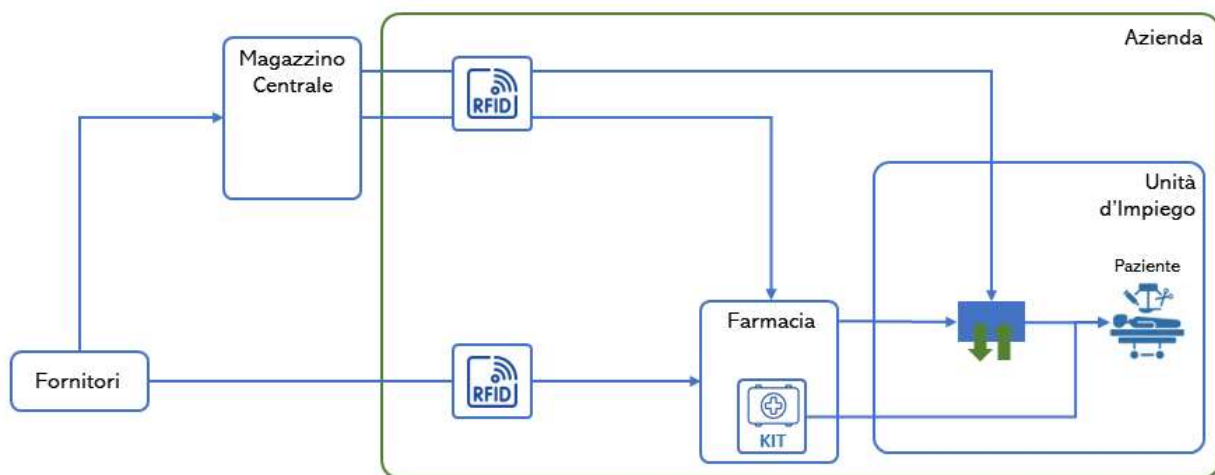 Azienda
Magazzino
Centrale
RFID
Unità
d'Impiego
Paziente
Farmacia
Fornitori
RFID
KIT